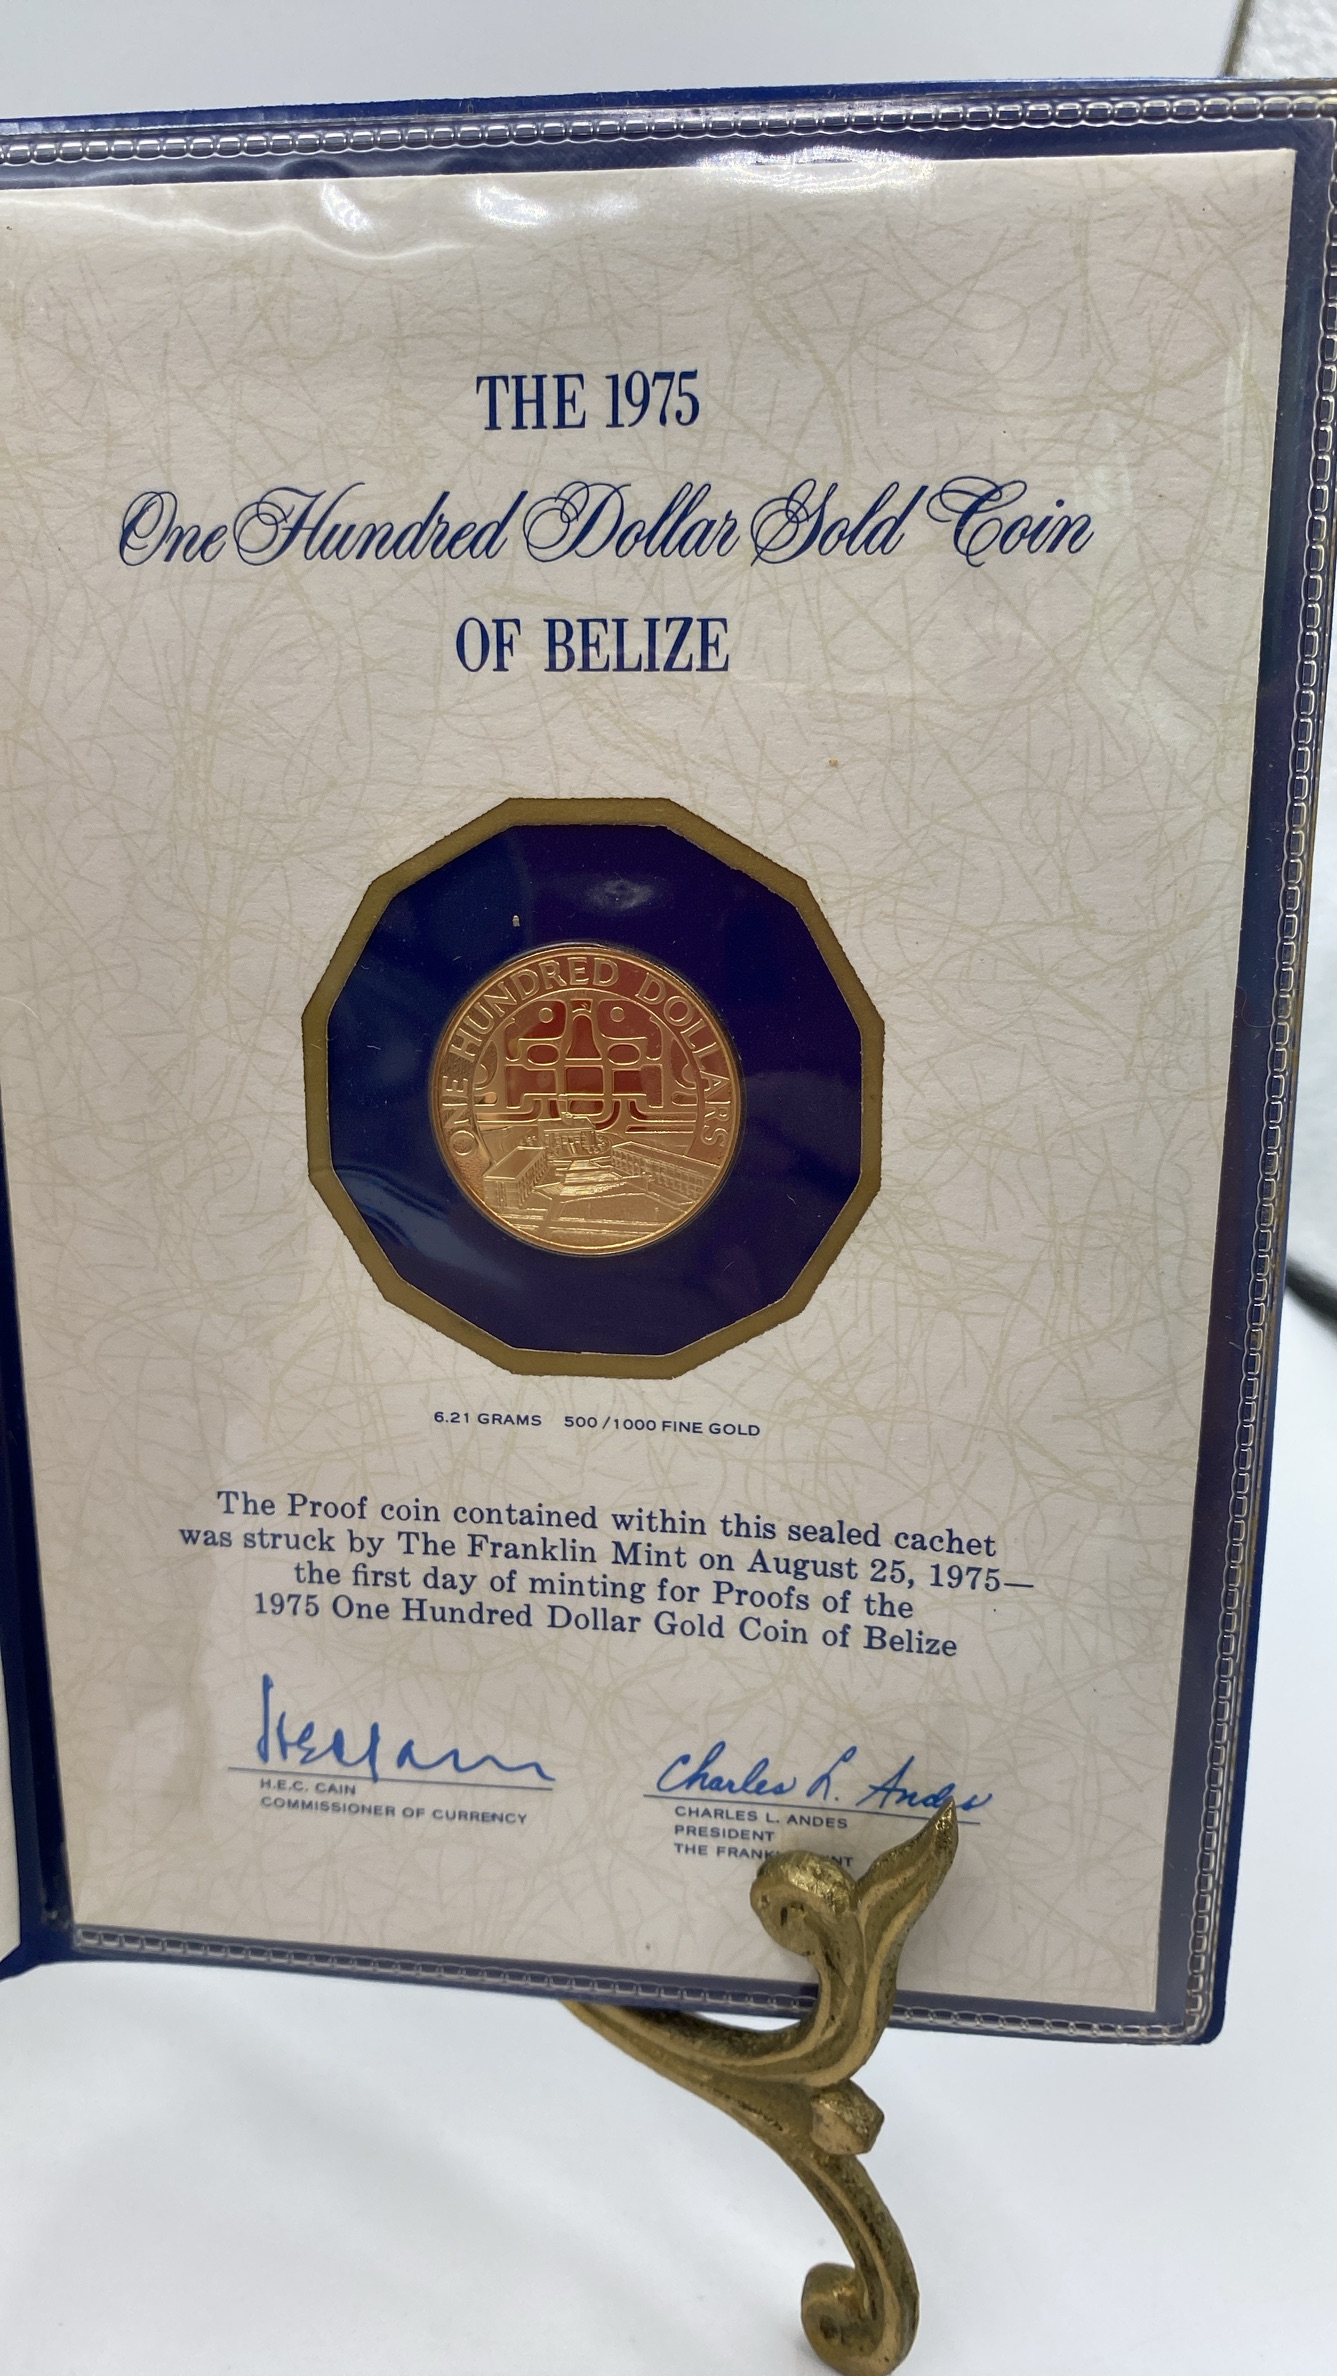 THE 1975
One Hundred Dollar Gold Coin
OF BELIZE
ONE HUNDRED DOLLARS
6.21 GRAMS 500/1000 FINE GOLD
The Proof coin contained within this sealed cachet
was struck by The Franklin Mint on August 25, 1975—
the first day of minting for Proofs of the
1975 One Hundred Dollar Gold Coin of Belize
Charles L. Andes
H.E.C. CAIN
COMMISSIONER OF CURRENCY
CHARLES L. ANDES
PRESIDENT
THE